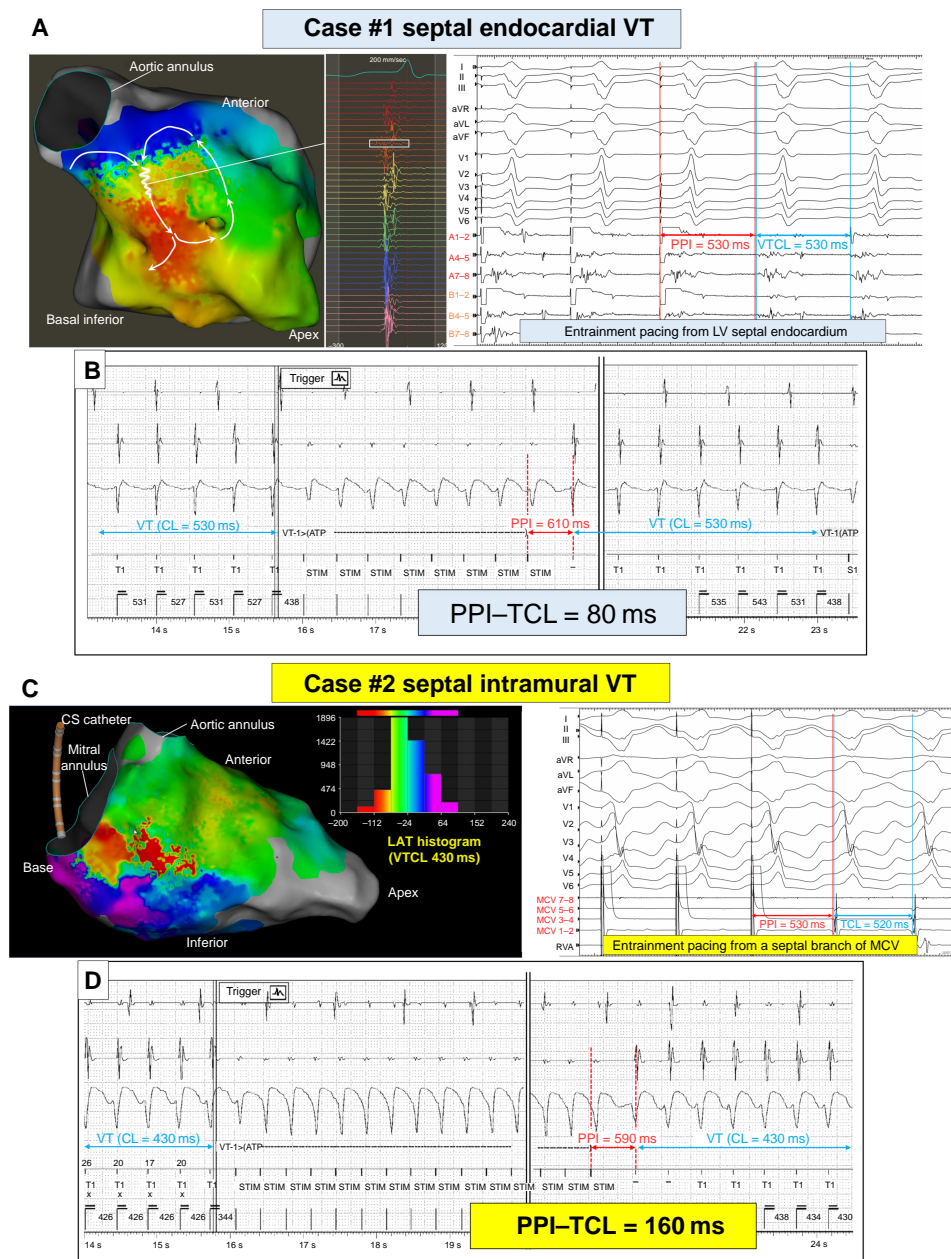 Case #1 septal endocardial VT
A
Aortic annulus
Anterior
Basal inferior
Apex
200 mm/sec
-300
120
I
II
III
aVR
aVL
aVF
V1
V2
V3
V4
V5
V6
A1–2
A4–5
A7–8
B1–2
B4–5
B7–8
PPI = 530 ms
VTCL = 530 ms
Entrainment pacing from LV septal endocardium
B
Trigger
VT (CL = 530 ms)
VT-1>(ATP
PPI = 610 ms
VT (CL = 530 ms)
VT-1(ATP
T1 T1 T1 T1 T1 STIM STIM STIM STIM STIM STIM STIM STIM – T1 T1 T1 T1 T1 T1 S1
531 527 531 527 438 535 543 531 438
14 s 15 s 16 s 17 s 22 s 23 s
PPI–TCL = 80 ms
Case #2 septal intramural VT
C
CS catheter
Mitral annulus
Aortic annulus
Anterior
Base
Inferior
Apex
1896
1422
948
474
0
−200 −112 −24 64 152 240
LAT histogram
(VTCL 430 ms)
I
II
III
aVR
aVL
aVF
V1
V2
V3
V4
V5
V6
MCV 7–8
MCV 5–6
MCV 3–4
MCV 1–2
RVA
PPI = 530 ms
TCL = 520 ms
Entrainment pacing from a septal branch of MCV
D
Trigger
VT (CL = 430 ms)
VT-1>(ATP
PPI = 590 ms
VT (CL = 430 ms)
26 20 17 20
T1 T1 T1 T1 T1 STIM STIM STIM STIM STIM STIM STIM STIM STIM STIM STIM STIM STIM STIM – – T1 T1 T1 T1 T1
x x x x
426 426 426 426 344 438 434 430
14 s 15 s 16 s 17 s 18 s 19 s 24 s
PPI–TCL = 160 ms